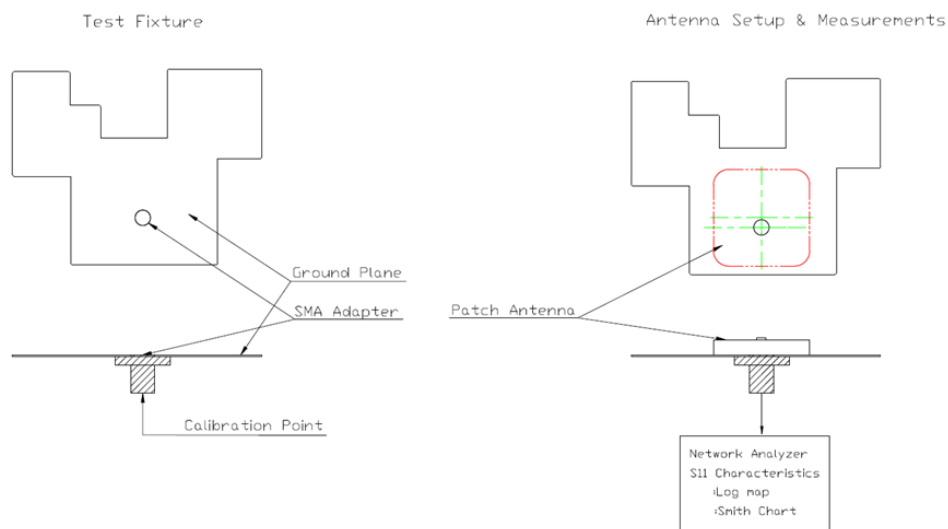 Test Fixture
Antenna Setup & Measurements
Ground Plane
SMA Adapter
Patch Antenna
Calibration Point
Network Analyzer
S11 Characteristics
:Log map
:Smith Chart